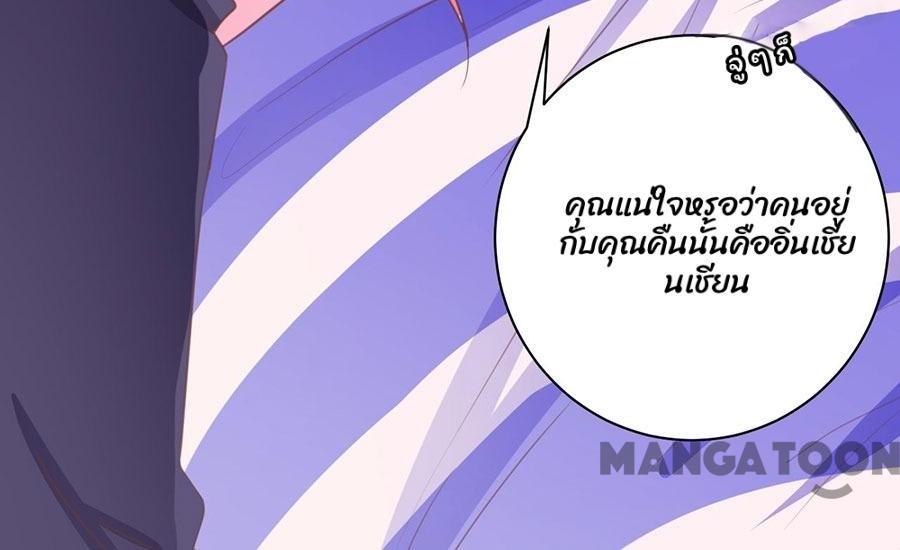 จู่ๆก็
คุณแน่ใจหรอว่าคนอยู่
กับคุณคืนนั้นคืออิ่นเชีย
นเชียน
MANGATOON